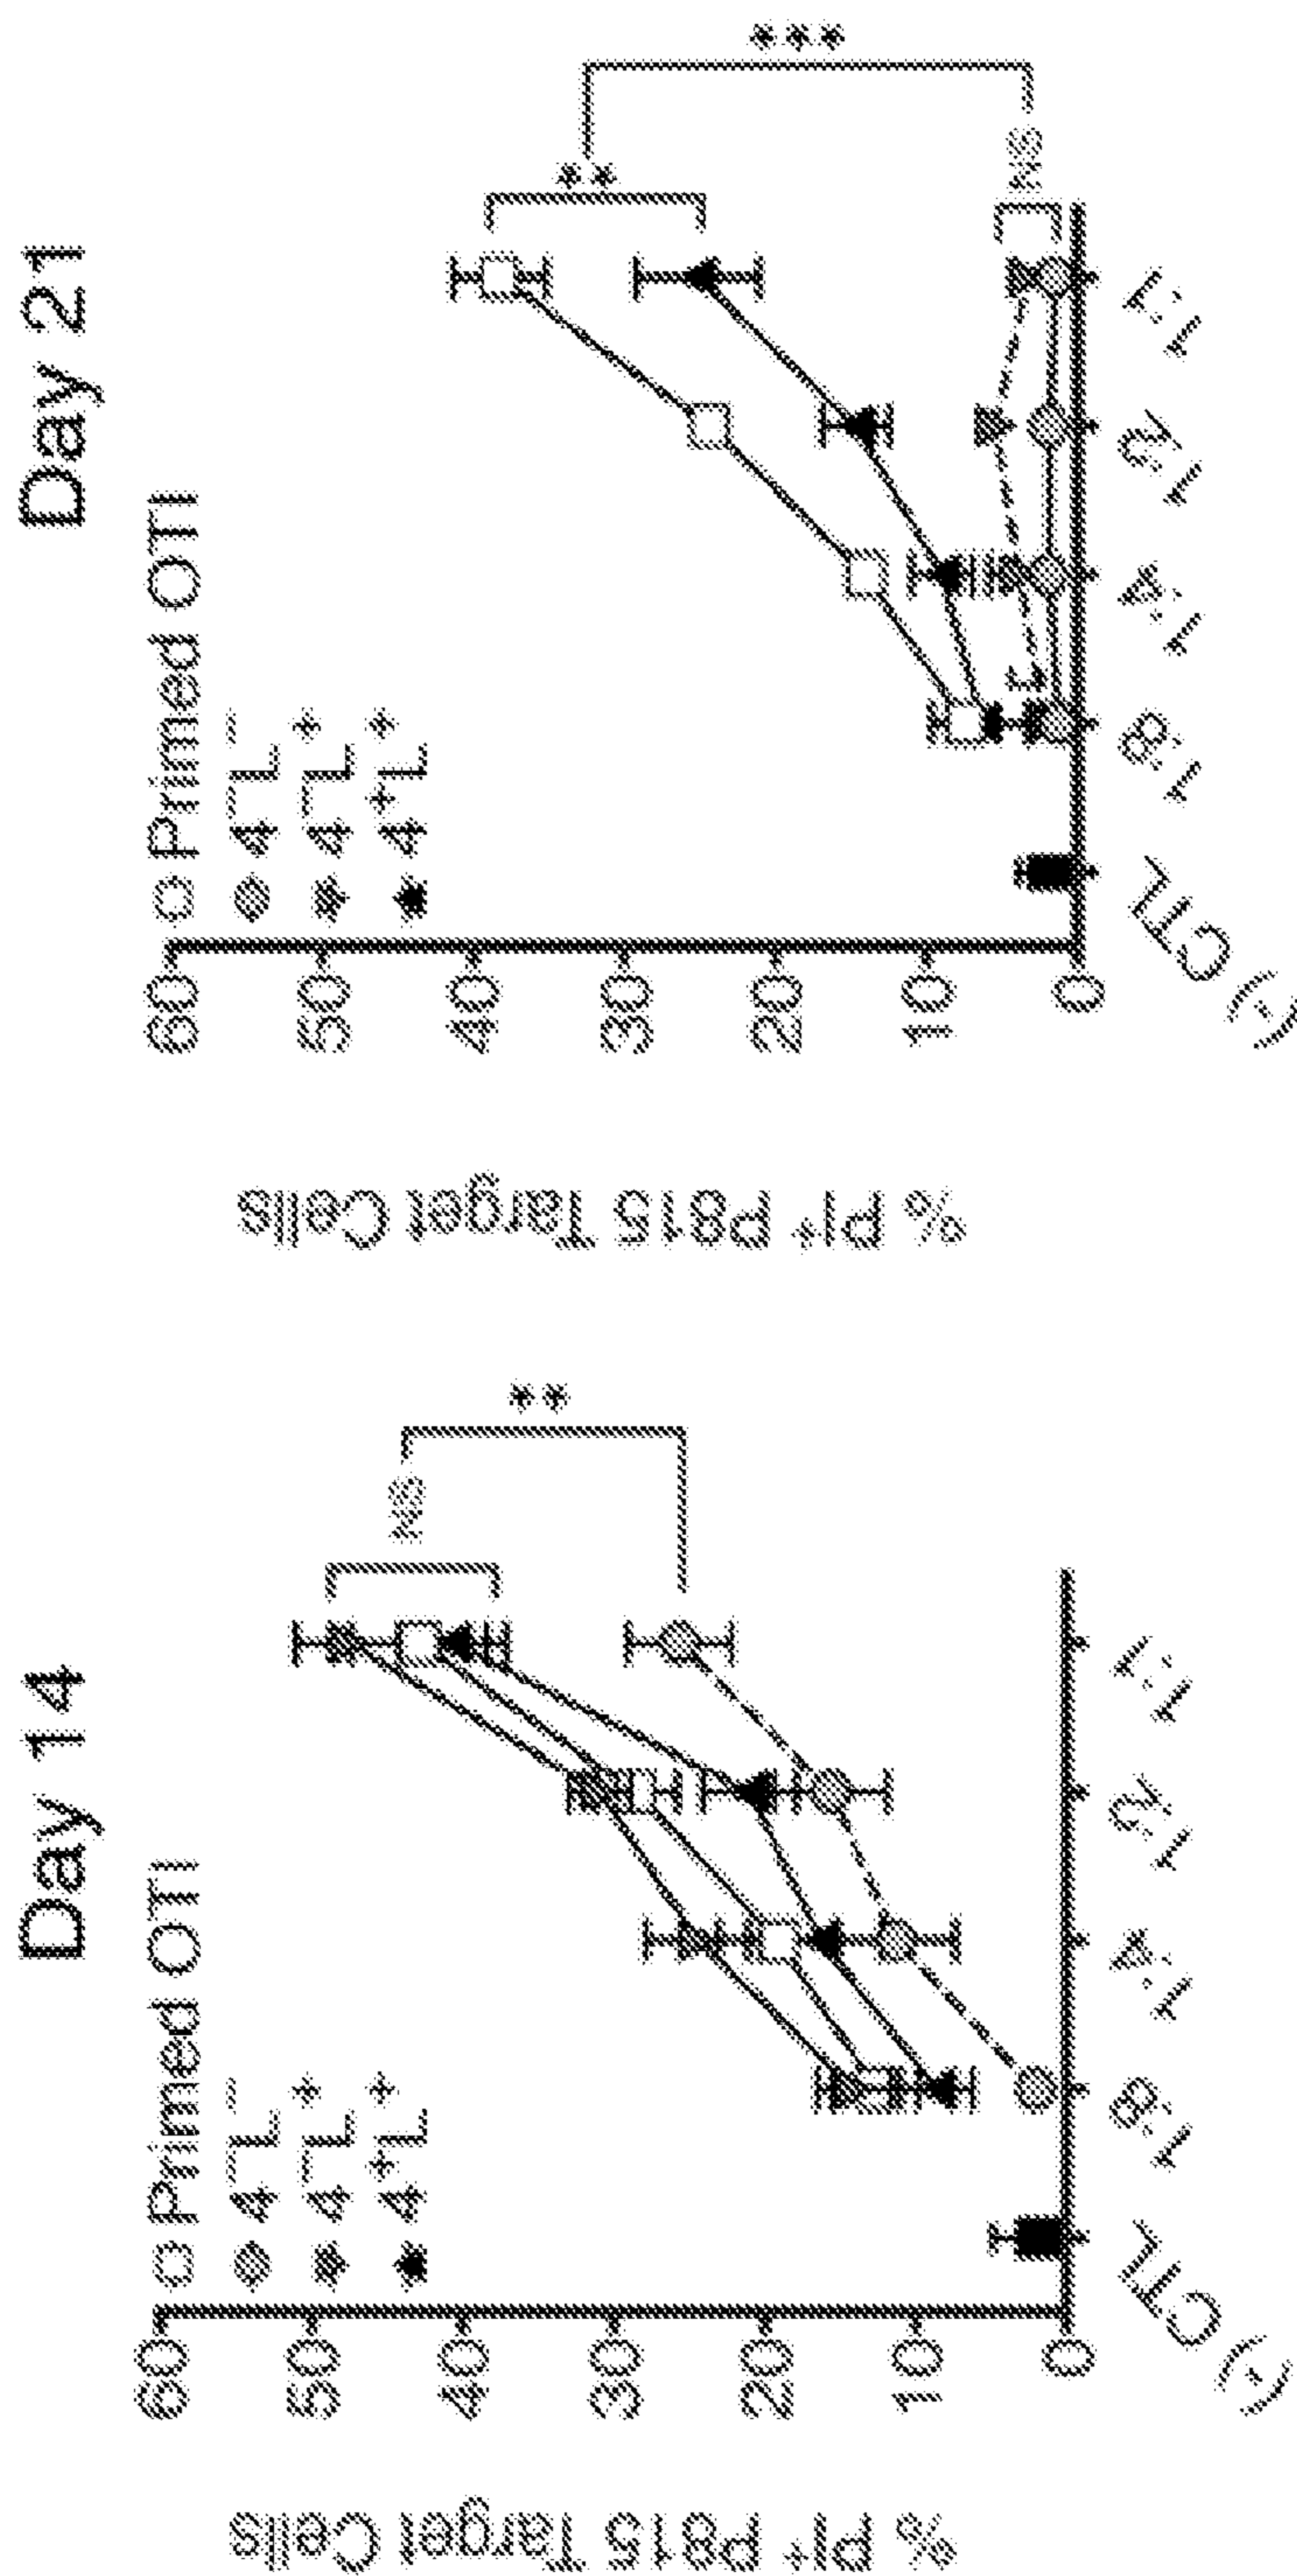 Day 14
Primed OTI
4⁻L⁻
4⁻L⁺
4⁺L⁺
% PI⁺ P815 Target Cells
60
50
40
30
20
10
0
(-) CTL
1:8
1:4
1:2
1:1
NS
**
Day 21
Primed OTI
4⁻L⁻
4⁻L⁺
4⁺L⁺
% PI⁺ P815 Target Cells
60
50
40
30
20
10
0
(-) CTL
1:8
1:4
1:2
1:1
**
NS
***